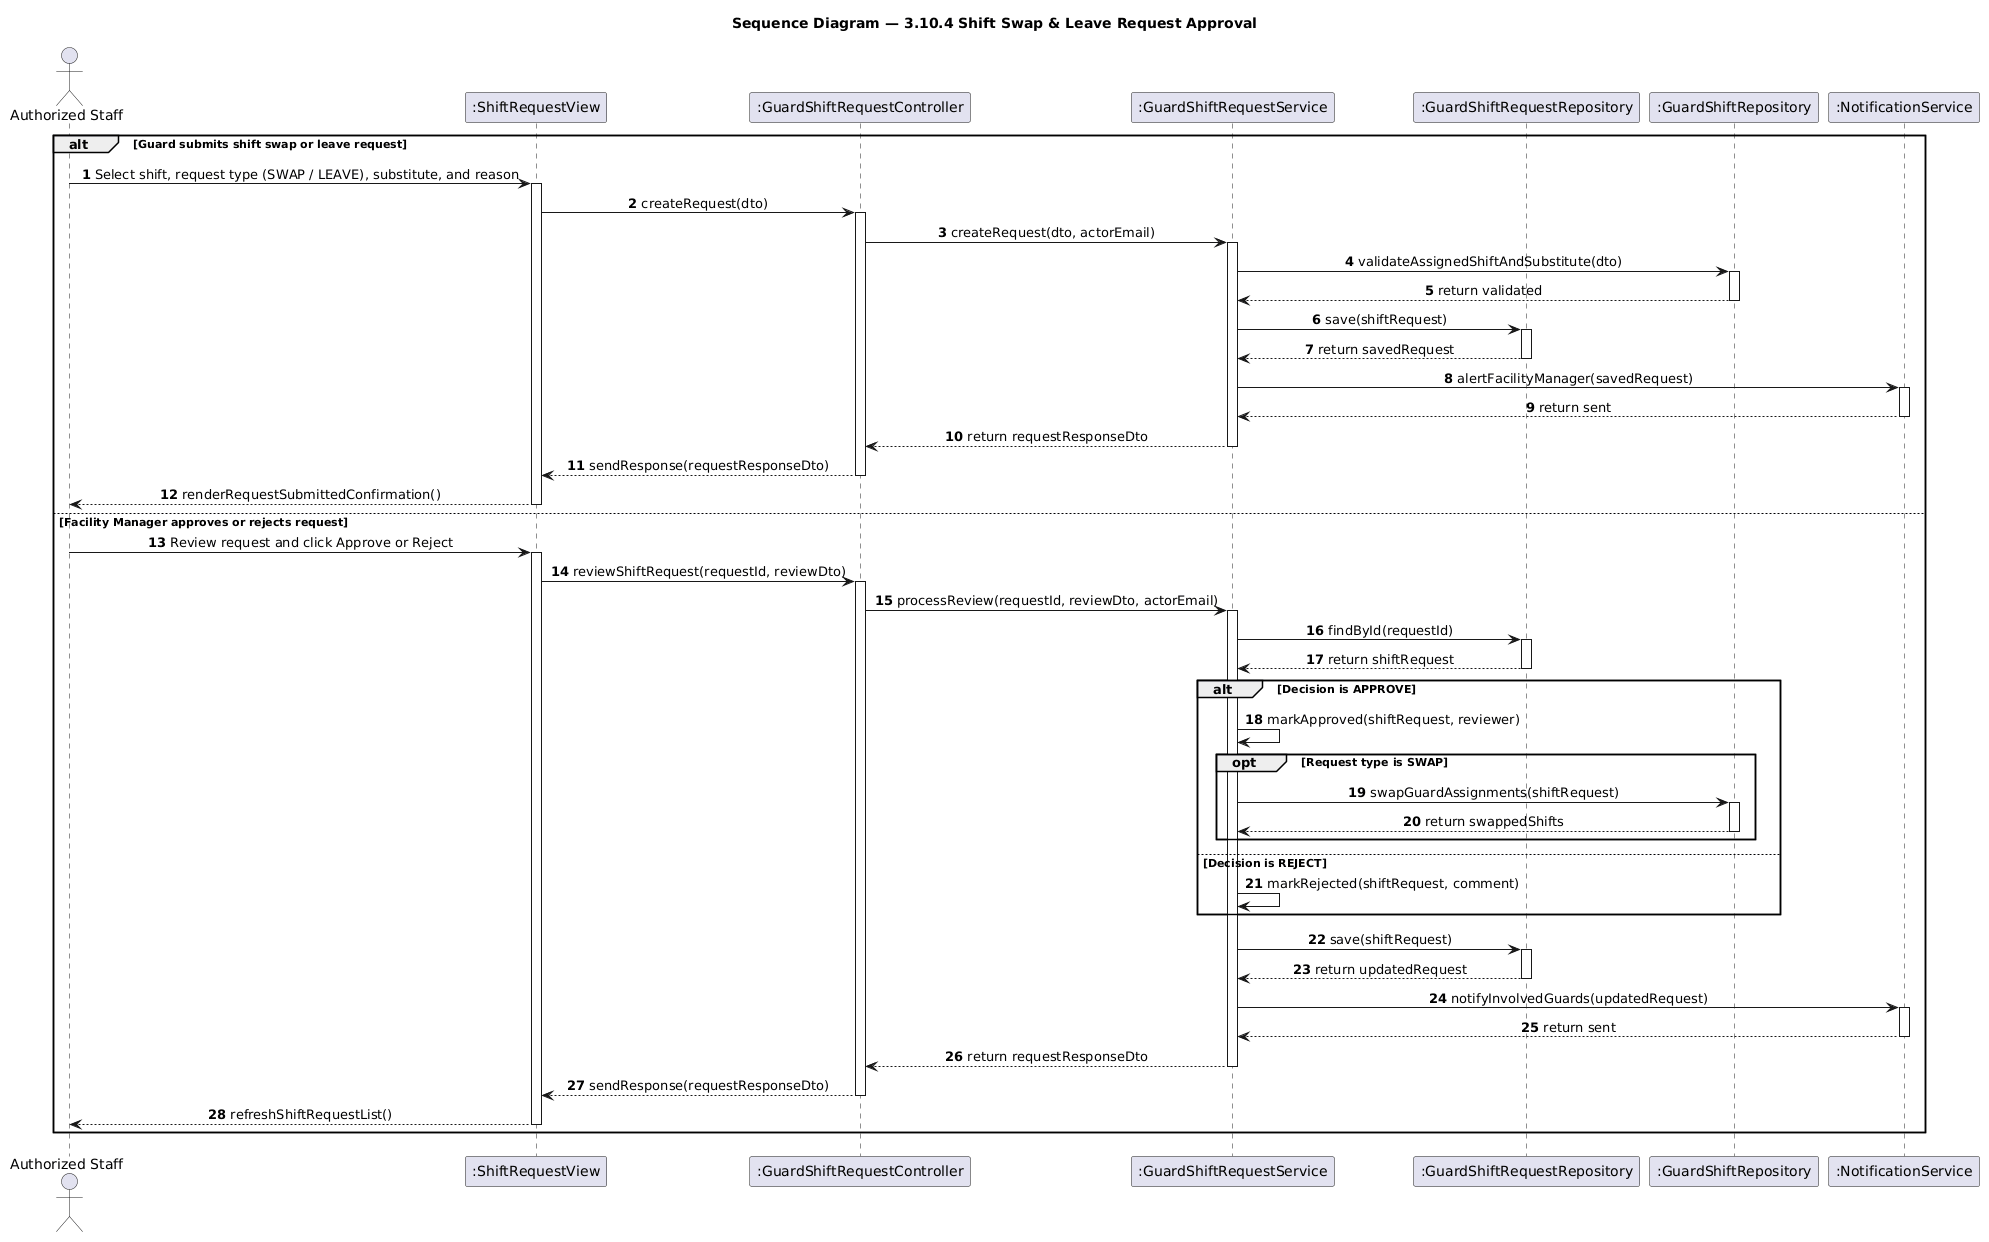 Sequence Diagram — 3.10.4 Shift Swap & Leave Request Approval
Authorized Staff
:ShiftRequestView
:GuardShiftRequestController
:GuardShiftRequestService
:GuardShiftRequestRepository
:GuardShiftRepository
:NotificationService
alt [Guard submits shift swap or leave request]
1 Select shift, request type (SWAP / LEAVE), substitute, and reason
2 createRequest(dto)
3 createRequest(dto, actorEmail)
4 validateAssignedShiftAndSubstitute(dto)
5 return validated
6 save(shiftRequest)
7 return savedRequest
8 alertFacilityManager(savedRequest)
9 return sent
10 return requestResponseDto
11 sendResponse(requestResponseDto)
12 renderRequestSubmittedConfirmation()
[Facility Manager approves or rejects request]
13 Review request and click Approve or Reject
14 reviewShiftRequest(requestId, reviewDto)
15 processReview(requestId, reviewDto, actorEmail)
16 findById(requestId)
17 return shiftRequest
alt [Decision is APPROVE]
18 markApproved(shiftRequest, reviewer)
opt [Request type is SWAP]
19 swapGuardAssignments(shiftRequest)
20 return swappedShifts
[Decision is REJECT]
21 markRejected(shiftRequest, comment)
22 save(shiftRequest)
23 return updatedRequest
24 notifyInvolvedGuards(updatedRequest)
25 return sent
26 return requestResponseDto
27 sendResponse(requestResponseDto)
28 refreshShiftRequestList()
Authorized Staff
:ShiftRequestView
:GuardShiftRequestController
:GuardShiftRequestService
:GuardShiftRequestRepository
:GuardShiftRepository
:NotificationService